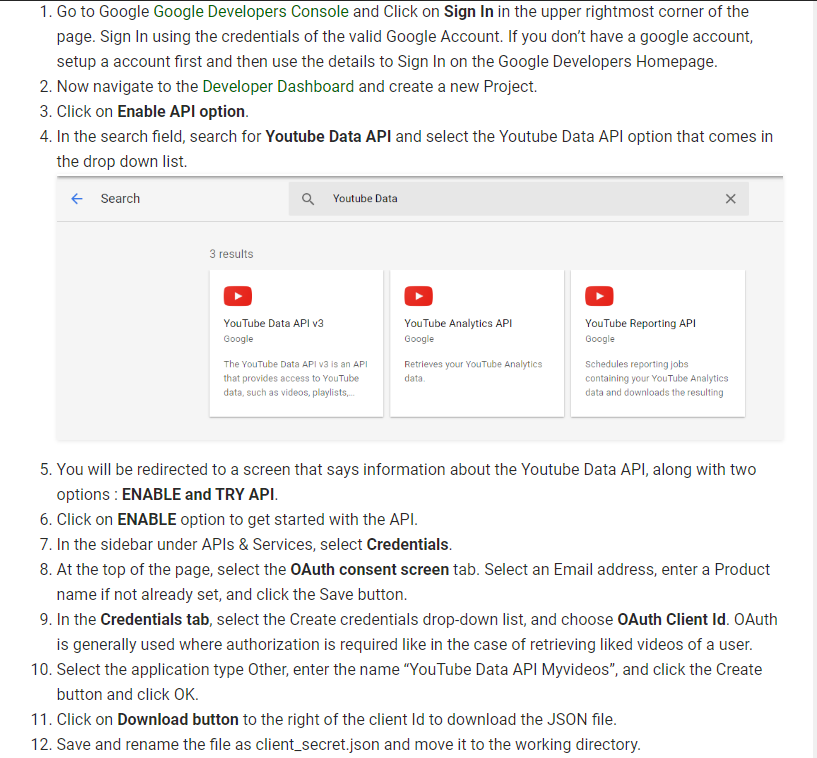 1. Go to Google Google Developers Console and Click on Sign In in the upper rightmost corner of the
page. Sign In using the credentials of the valid Google Account. If you don’t have a google account,
setup a account first and then use the details to Sign In on the Google Developers Homepage.
2. Now navigate to the Developer Dashboard and create a new Project.
3. Click on Enable API option.
4. In the search field, search for Youtube Data API and select the Youtube Data API option that comes in
the drop down list.
Search
Youtube Data
3 results
YouTube Data API v3
Google
The YouTube Data API v3 is an API
that provides access to YouTube
data, such as videos, playlists,...
YouTube Analytics API
Google
Retrieves your YouTube Analytics
data.
YouTube Reporting API
Google
Schedules reporting jobs
containing your YouTube Analytics
data and downloads the resulting
5. You will be redirected to a screen that says information about the Youtube Data API, along with two
options : ENABLE and TRY API.
6. Click on ENABLE option to get started with the API.
7. In the sidebar under APIs & Services, select Credentials.
8. At the top of the page, select the OAuth consent screen tab. Select an Email address, enter a Product
name if not already set, and click the Save button.
9. In the Credentials tab, select the Create credentials drop-down list, and choose OAuth Client Id. OAuth
is generally used where authorization is required like in the case of retrieving liked videos of a user.
10. Select the application type Other, enter the name “YouTube Data API Myvideos”, and click the Create
button and click OK.
11. Click on Download button to the right of the client Id to download the JSON file.
12. Save and rename the file as client_secret.json and move it to the working directory.